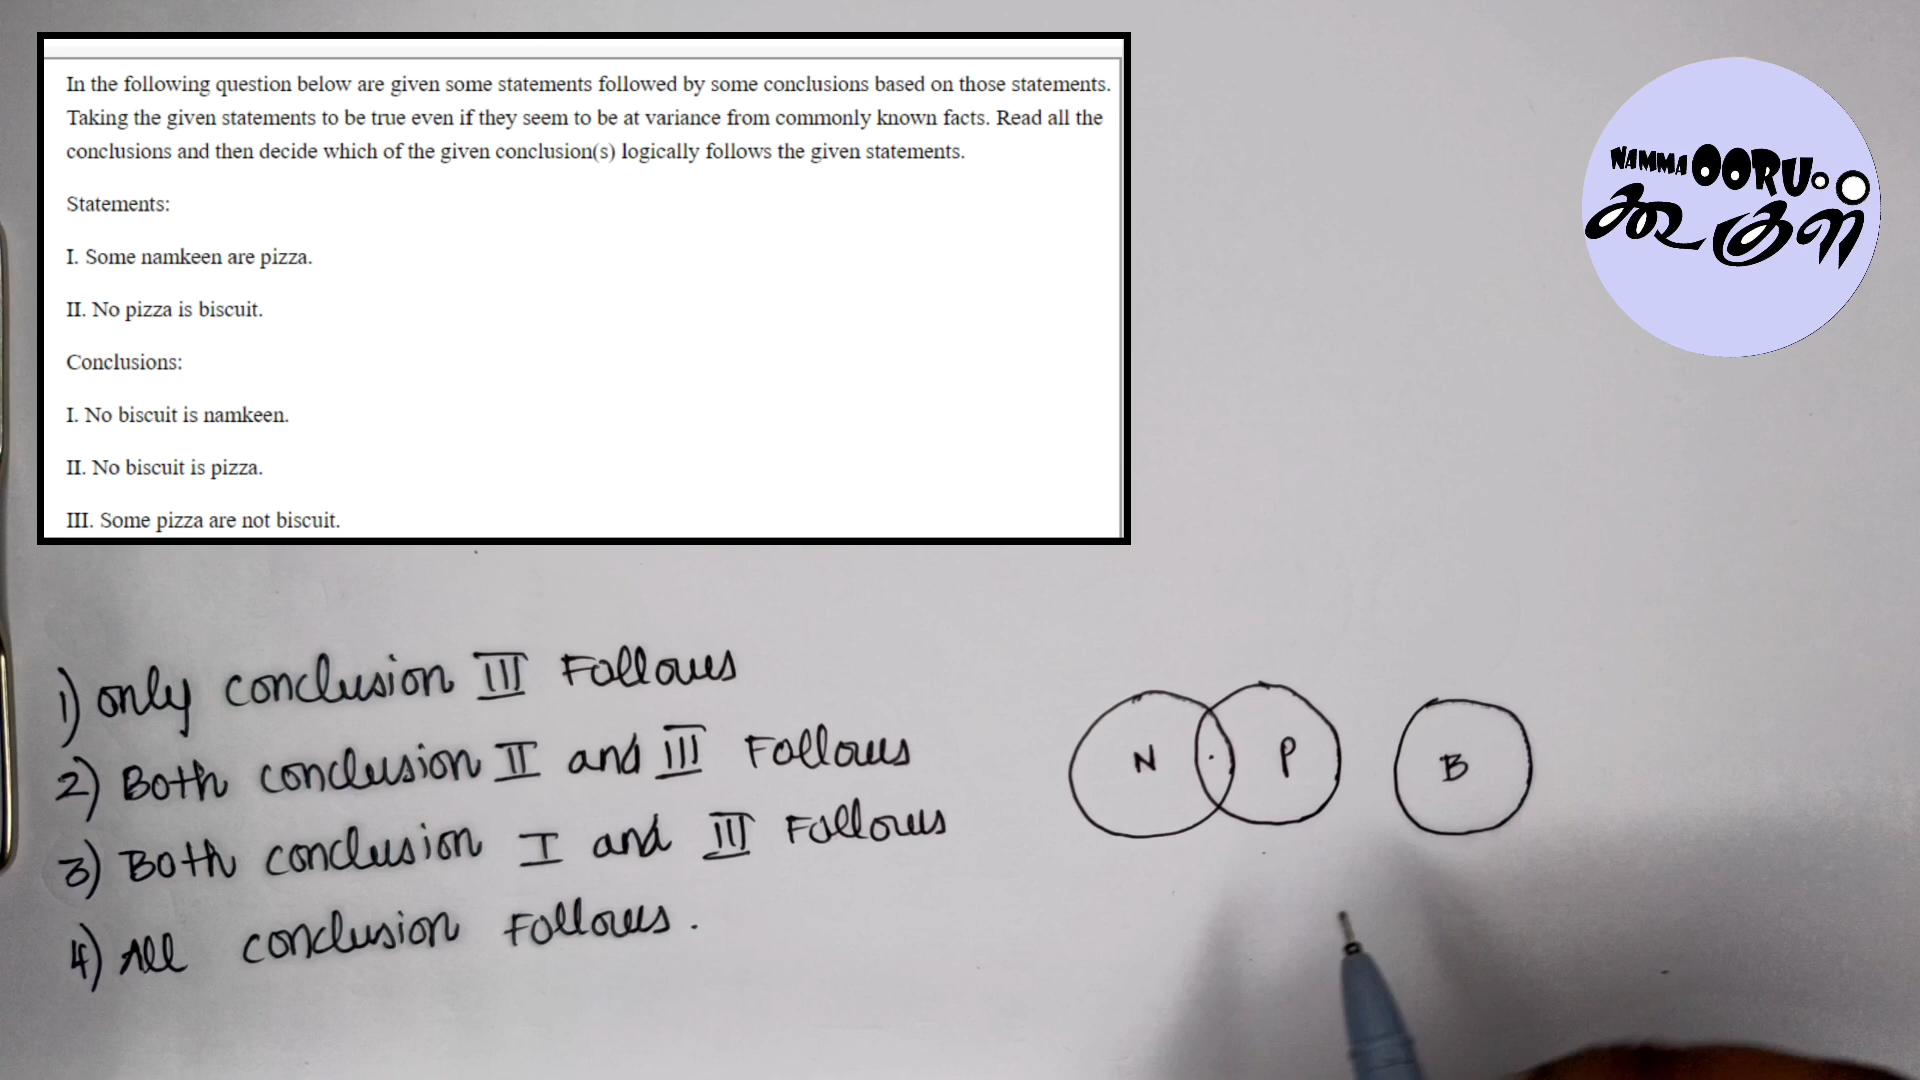 In the following question below are given some statements followed by some conclusions based on those statements.
Taking the given statements to be true even if they seem to be at variance from commonly known facts. Read all the
conclusions and then decide which of the given conclusion(s) logically follows the given statements.
Statements:
I. Some namkeen are pizza.
II. No pizza is biscuit.
Conclusions:
I. No biscuit is namkeen.
II. No biscuit is pizza.
III. Some pizza are not biscuit.
NAMMA OORU
கூகுள்
1) only conclusion III Follows
2) Both conclusion II and III Follows
3) Both conclusion I and III Follows
4) All conclusion Follows.
N P B